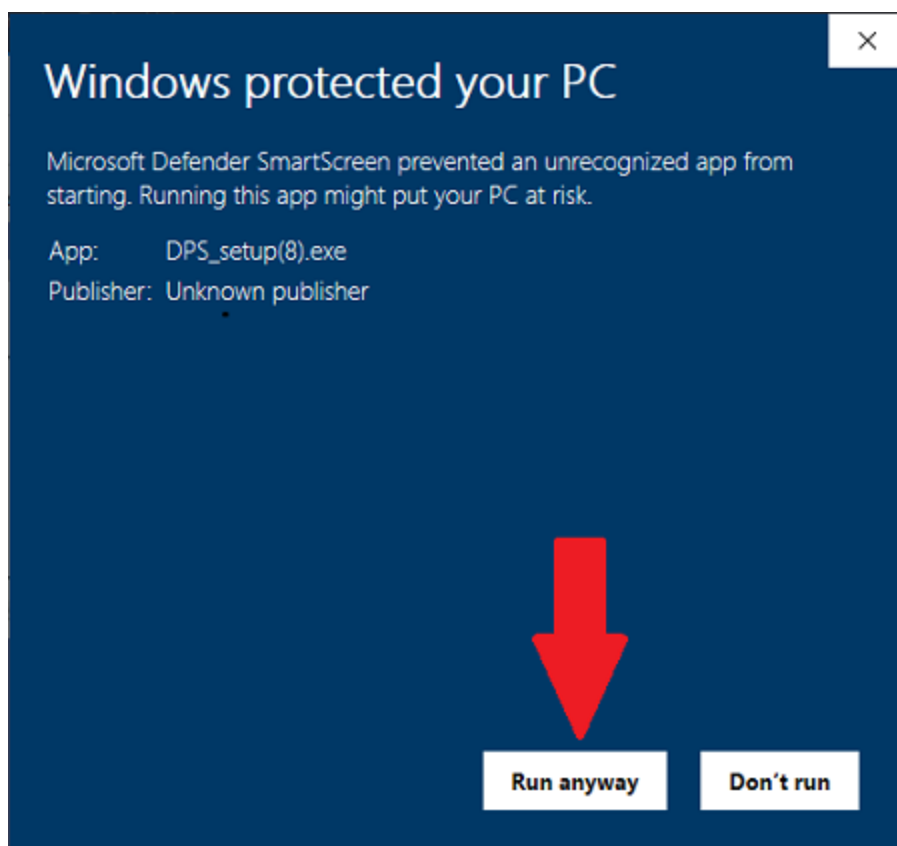 Windows protected your PC
Microsoft Defender SmartScreen prevented an unrecognized app from
starting. Running this app might put your PC at risk.
App: DPS_setup(8).exe
Publisher: Unknown publisher
Run anyway Don't run